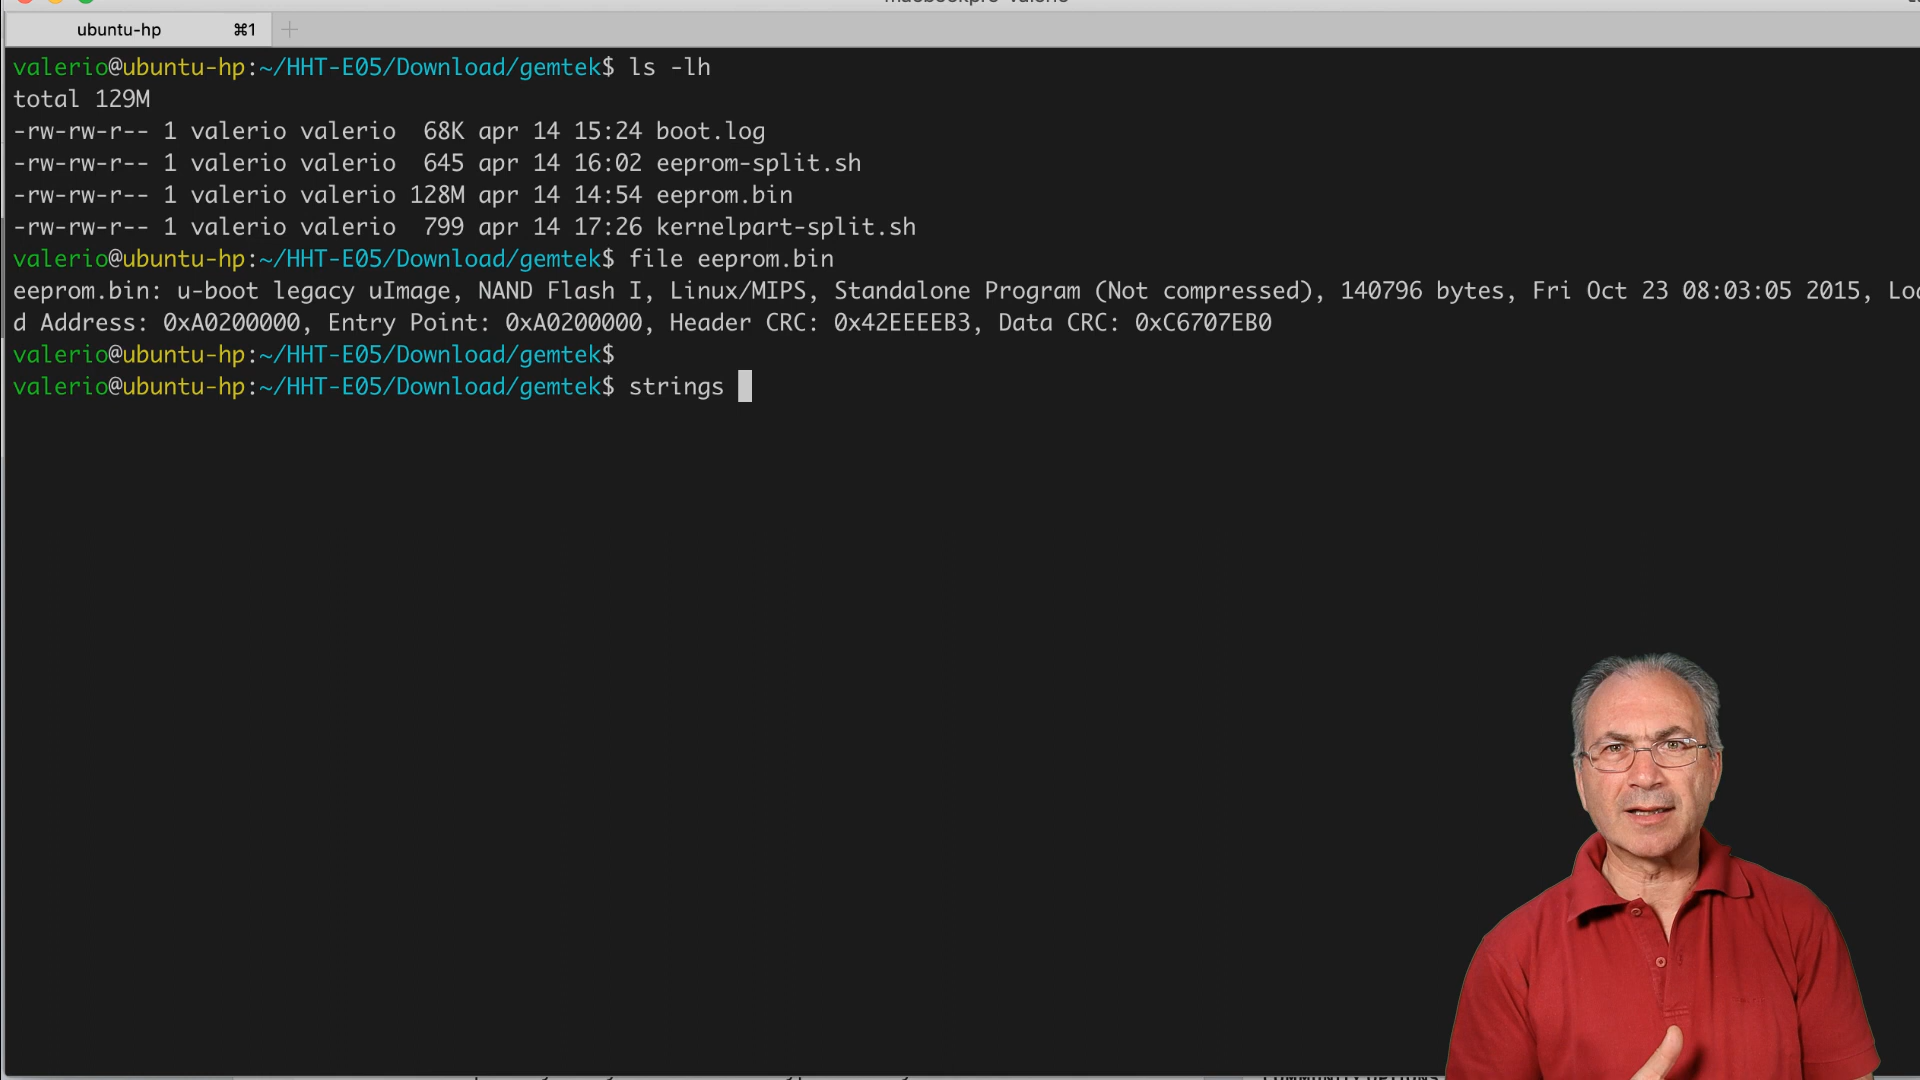 ubuntu-hp ⌘1
valerio@ubuntu-hp:~/HHT-E05/Download/gemtek$ ls -lh
total 129M
-rw-rw-r-- 1 valerio valerio  68K apr 14 15:24 boot.log
-rw-rw-r-- 1 valerio valerio  645 apr 14 16:02 eeprom-split.sh
-rw-rw-r-- 1 valerio valerio 128M apr 14 14:54 eeprom.bin
-rw-rw-r-- 1 valerio valerio  799 apr 14 17:26 kernelpart-split.sh
valerio@ubuntu-hp:~/HHT-E05/Download/gemtek$ file eeprom.bin
eeprom.bin: u-boot legacy uImage, NAND Flash I, Linux/MIPS, Standalone Program (Not compressed), 140796 bytes, Fri Oct 23 08:03:05 2015, Loa
d Address: 0xA0200000, Entry Point: 0xA0200000, Header CRC: 0x42EEEEB3, Data CRC: 0xC6707EB0
valerio@ubuntu-hp:~/HHT-E05/Download/gemtek$
valerio@ubuntu-hp:~/HHT-E05/Download/gemtek$ strings